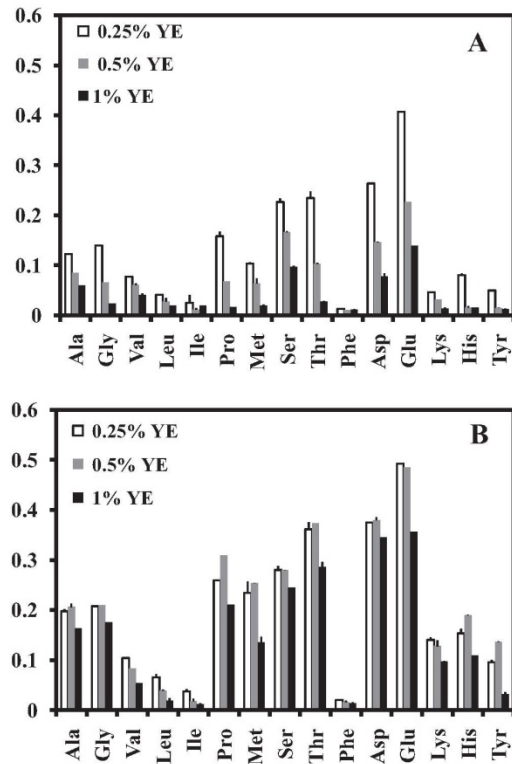 0.6
A
0.25% YE
0.5
0.5% YE
1% YE
0.4
0.3
0.2
0.1
0
Ala Gly Val Leu Ile Pro Met Ser Thr Phe Asp Glu Lys His Tyr
0.6
B
0.25% YE
0.5
0.5% YE
1% YE
0.4
0.3
0.2
0.1
0
Ala Gly Val Leu Ile Pro Met Ser Thr Phe Asp Glu Lys His Tyr